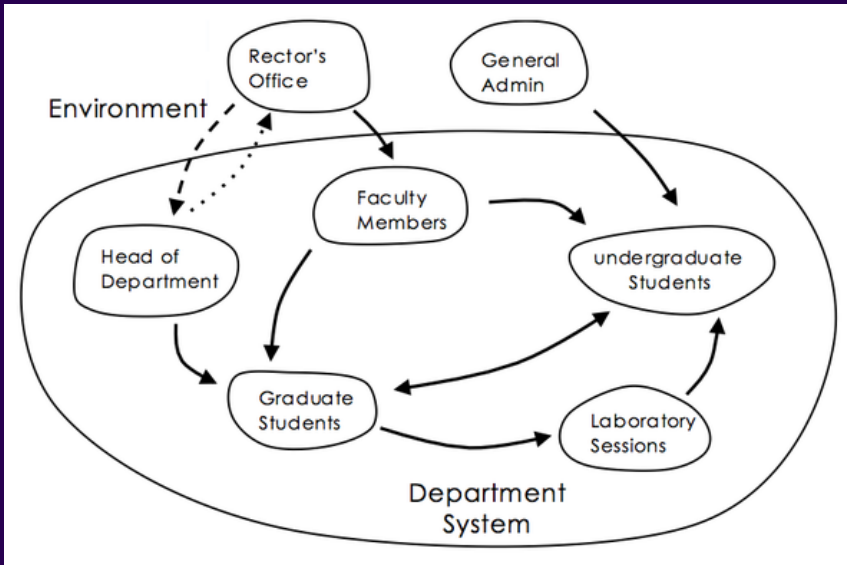 Rector's
Office
General
Admin
Environment
Faculty
Members
Head of
Department
undergraduate
Students
Graduate
Students
Laboratory
Sessions
Department
System